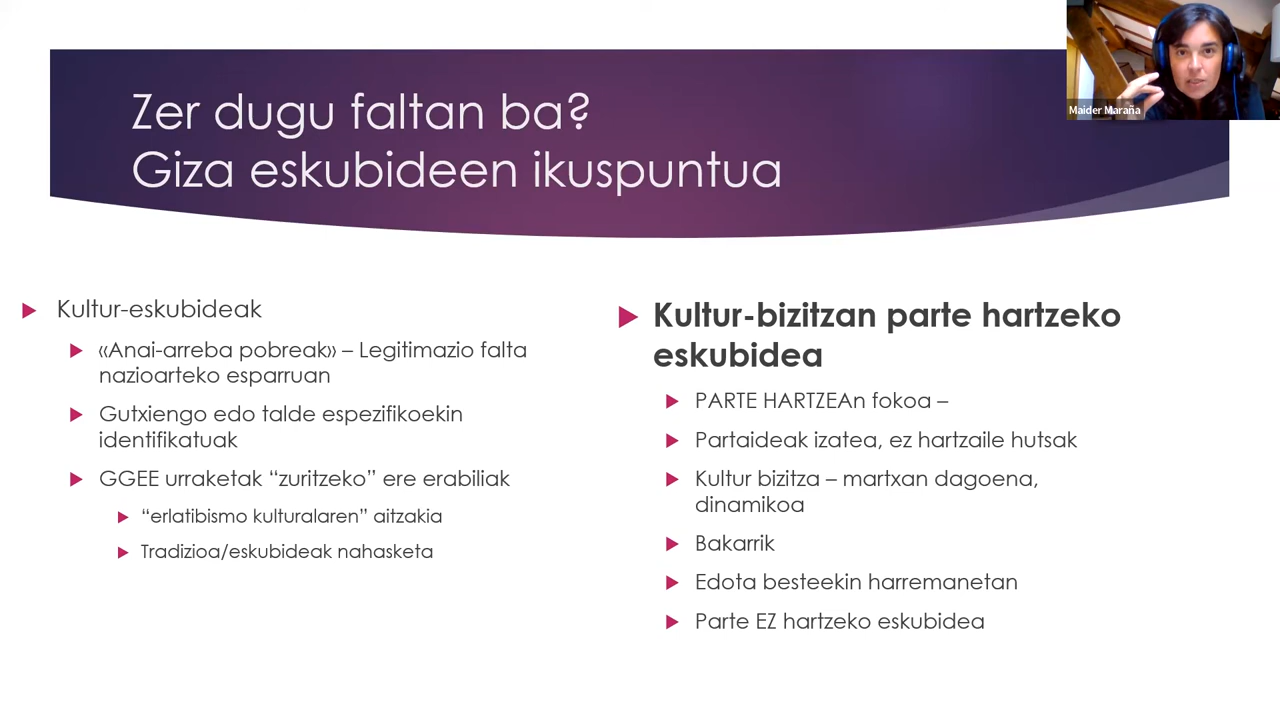 Maider Maraña
Zer dugu faltan ba?
Giza eskubideen ikuspuntua
Kultur-eskubideak
«Anai-arreba pobreak» – Legitimazio falta
nazioarteko esparruan
Gutxiengo edo talde espezifikoekin
identifikatuak
GGEE urraketak “zuritzeko” ere erabiliak
“erlatibismo kulturalaren” aitzakia
Tradizioa/eskubideak nahasketa
Kultur-bizitzan parte hartzeko
eskubidea
PARTE HARTZEAn fokoa –
Partaideak izatea, ez hartzaile hutsak
Kultur bizitza – martxan dagoena,
dinamikoa
Bakarrik
Edota besteekin harremanetan
Parte EZ hartzeko eskubidea